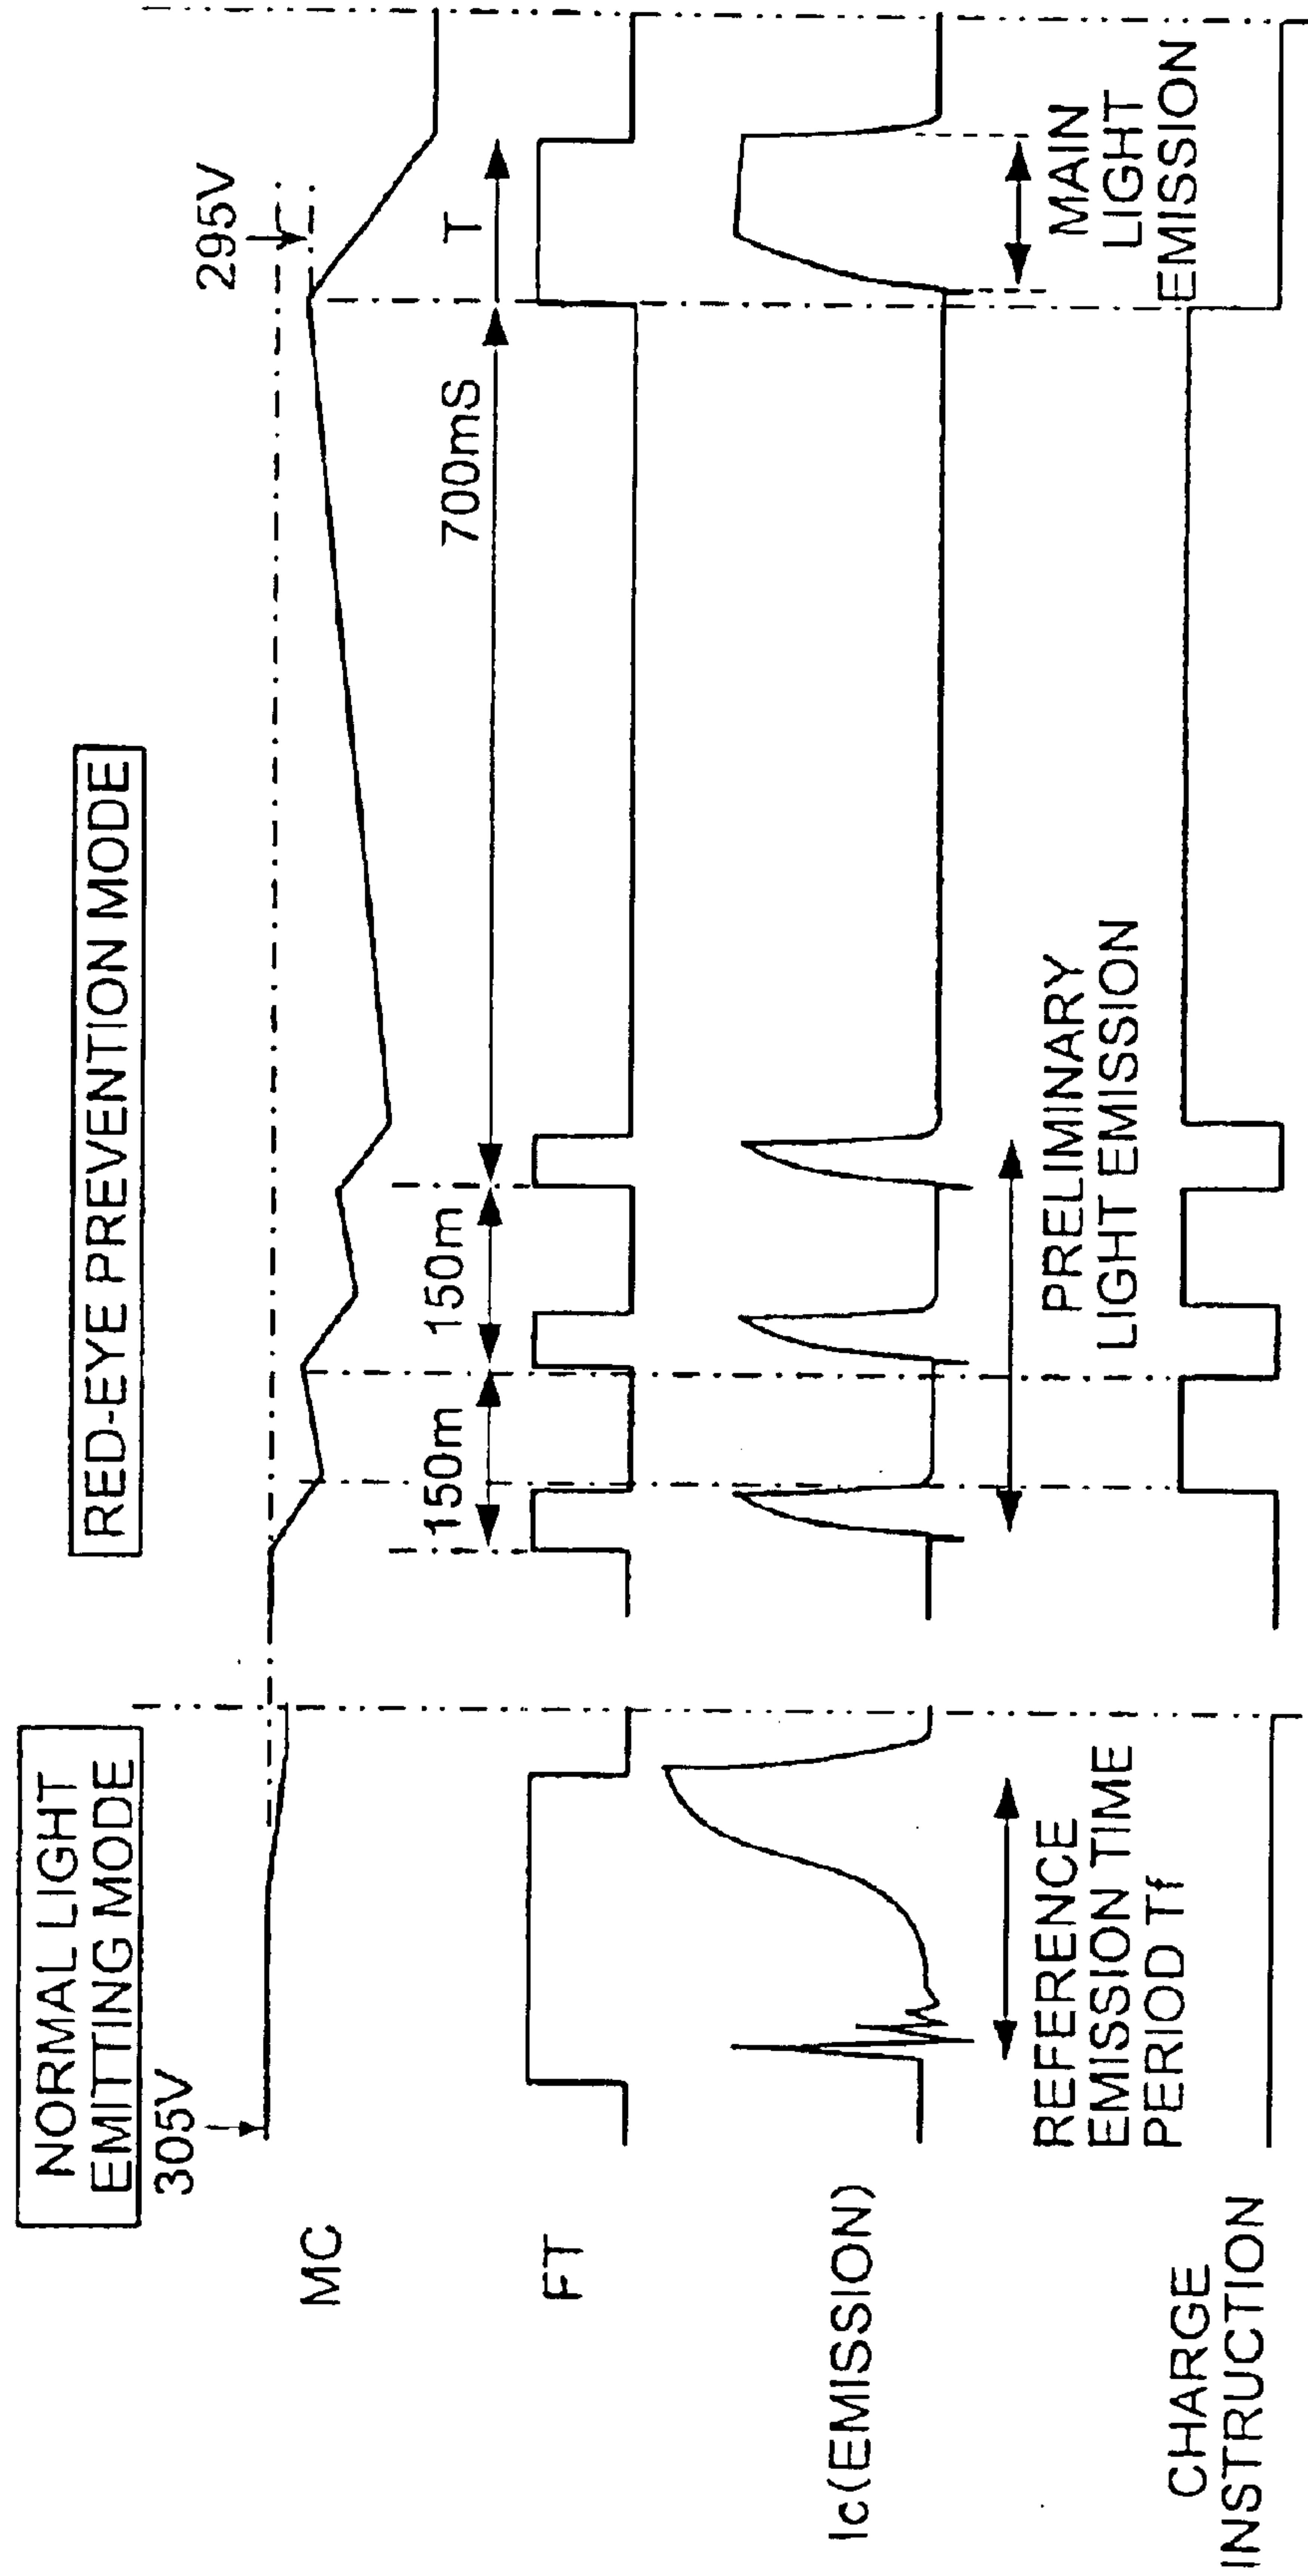 NORMAL LIGHT
EMITTING MODE
RED-EYE PREVENTION MODE
305V
295V
MC
FT
150m
150m
700mS
T
Ic(EMISSION)
REFERENCE
EMISSION TIME
PERIOD Tf
PRELIMINARY
LIGHT EMISSION
MAIN
LIGHT
EMISSION
CHARGE
INSTRUCTION